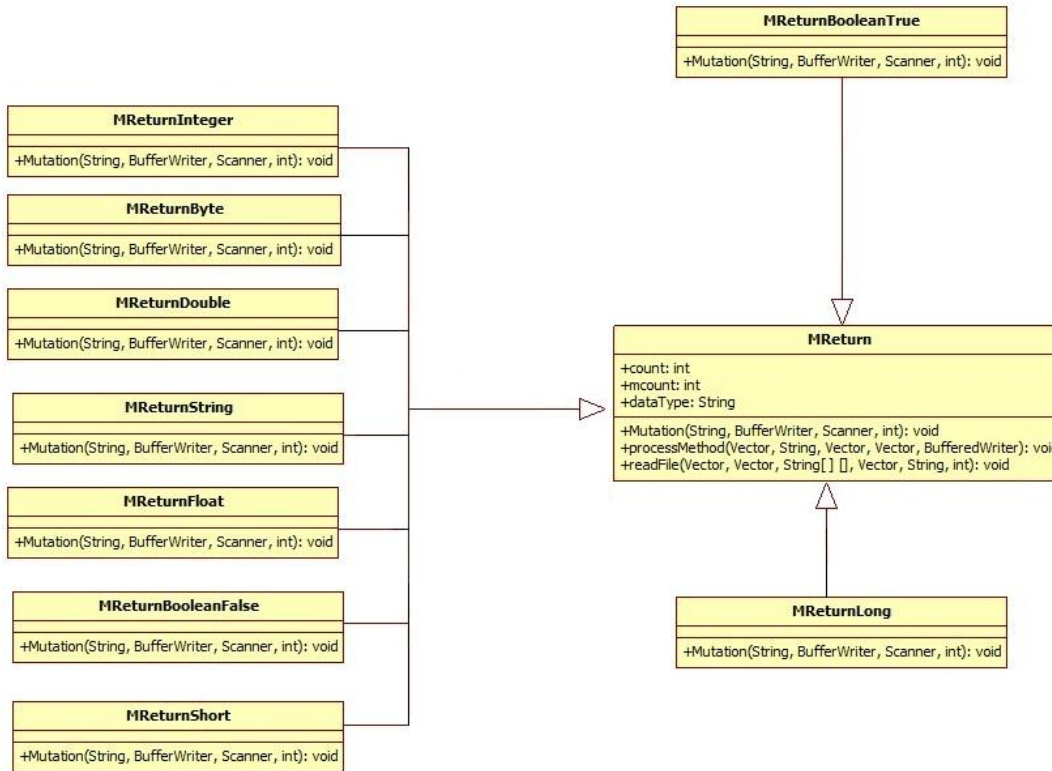 MReturnBooleanTrue
+Mutation(String, BufferWriter, Scanner, int): void
MReturnInteger
+Mutation(String, BufferWriter, Scanner, int): void
MReturnByte
+Mutation(String, BufferWriter, Scanner, int): void
MReturnDouble
+Mutation(String, BufferWriter, Scanner, int): void
MReturnString
+Mutation(String, BufferWriter, Scanner, int): void
MReturnFloat
+Mutation(String, BufferWriter, Scanner, int): void
MReturnBooleanFalse
+Mutation(String, BufferWriter, Scanner, int): void
MReturnShort
+Mutation(String, BufferWriter, Scanner, int): void
MReturn
+count: int
+mcount: int
+dataType: String
+Mutation(String, BufferWriter, Scanner, int): void
+processMethod(Vector, String, Vector, Vector, BufferedWriter): voi
+readFile(Vector, Vector, String[ ] [], Vector, String, int): void
MReturnLong
+Mutation(String, BufferWriter, Scanner, int): void